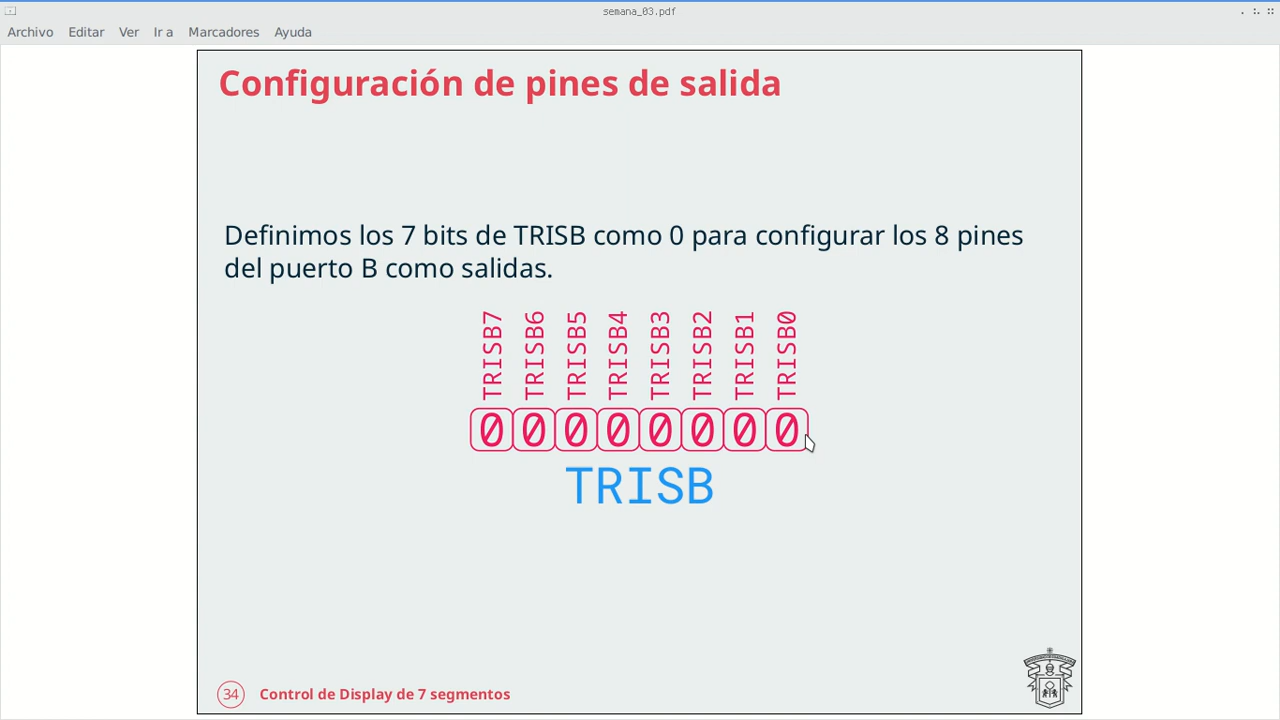 semana_03.pdf
Archivo Editar Ver Ir a Marcadores Ayuda
Configuración de pines de salida
Definimos los 7 bits de TRISB como 0 para configurar los 8 pines
del puerto B como salidas.
TRISB7 TRISB6 TRISB5 TRISB4 TRISB3 TRISB2 TRISB1 TRISB0
0 0 0 0 0 0 0 0
TRISB
34 Control de Display de 7 segmentos